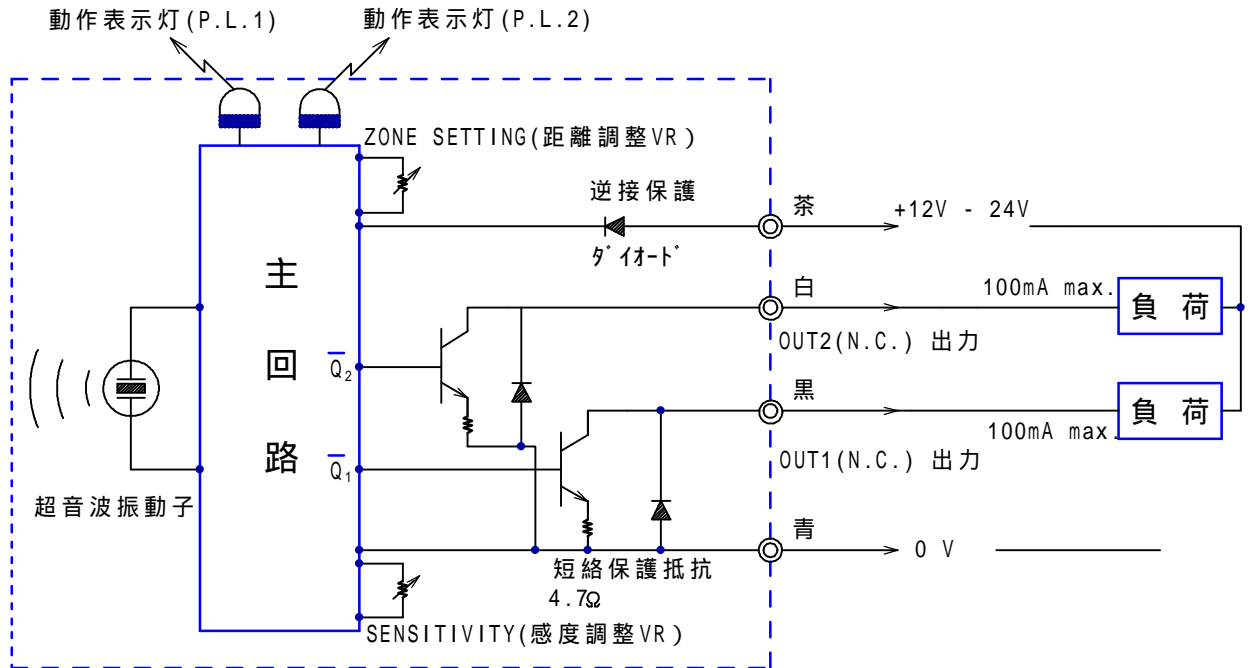 動作表示灯(P.L.1)
動作表示灯(P.L.2)
ZONE SETTING(距離調整VR)
逆接保護
ﾀﾞｲｵｰﾄﾞ
茶
+12V - 24V
主
回
路
白
100mA max.
負 荷
OUT2(N.C.) 出力
Q̅₂
黒
100mA max.
負 荷
OUT1(N.C.) 出力
Q̅₁
超音波振動子
青
0 V
短絡保護抵抗
4.7Ω
SENSITIVITY(感度調整VR)